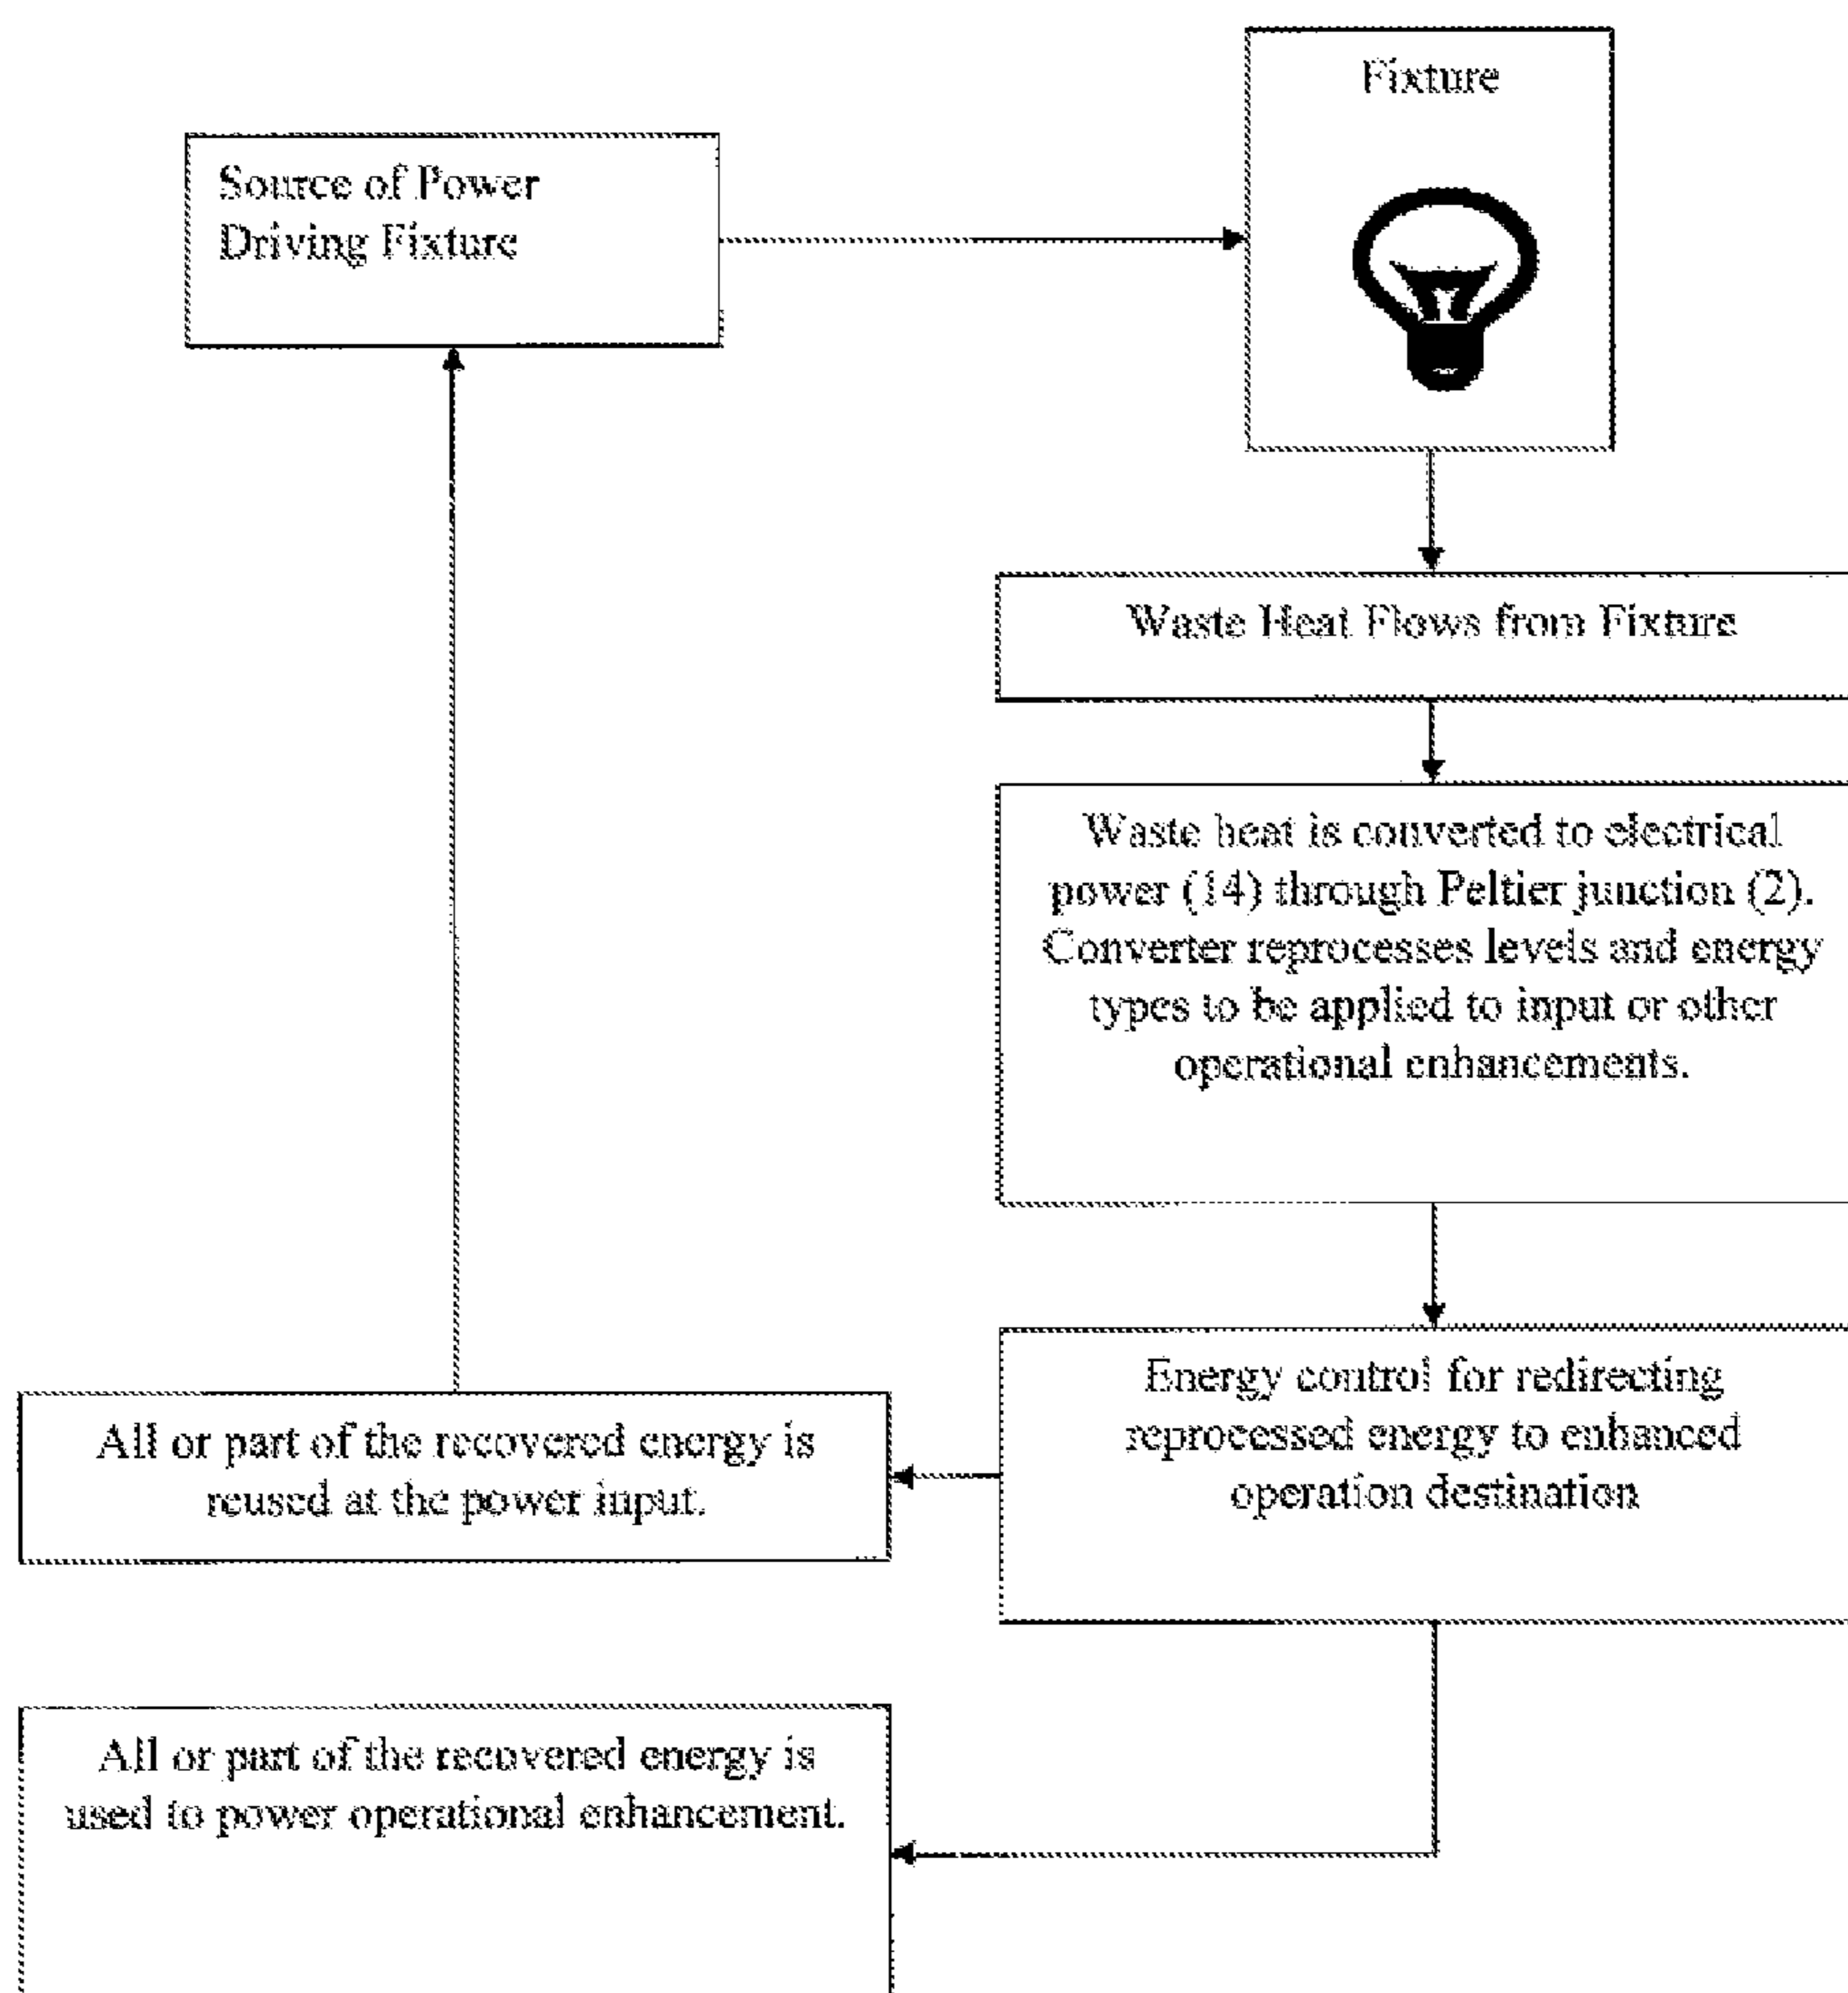 Fixture
Source of Power
Driving Fixture
Waste Heat Flows from Fixture
Waste heat is converted to electrical
power (14) through Peltier junction (2).
Converter reprocesses levels and energy
types to be applied to input or other
operational enhancements.
Energy control for redirecting
reprocessed energy to enhanced
operation destination
All or part of the recovered energy is
reused at the power input.
All or part of the recovered energy is
used to power operational enhancement.